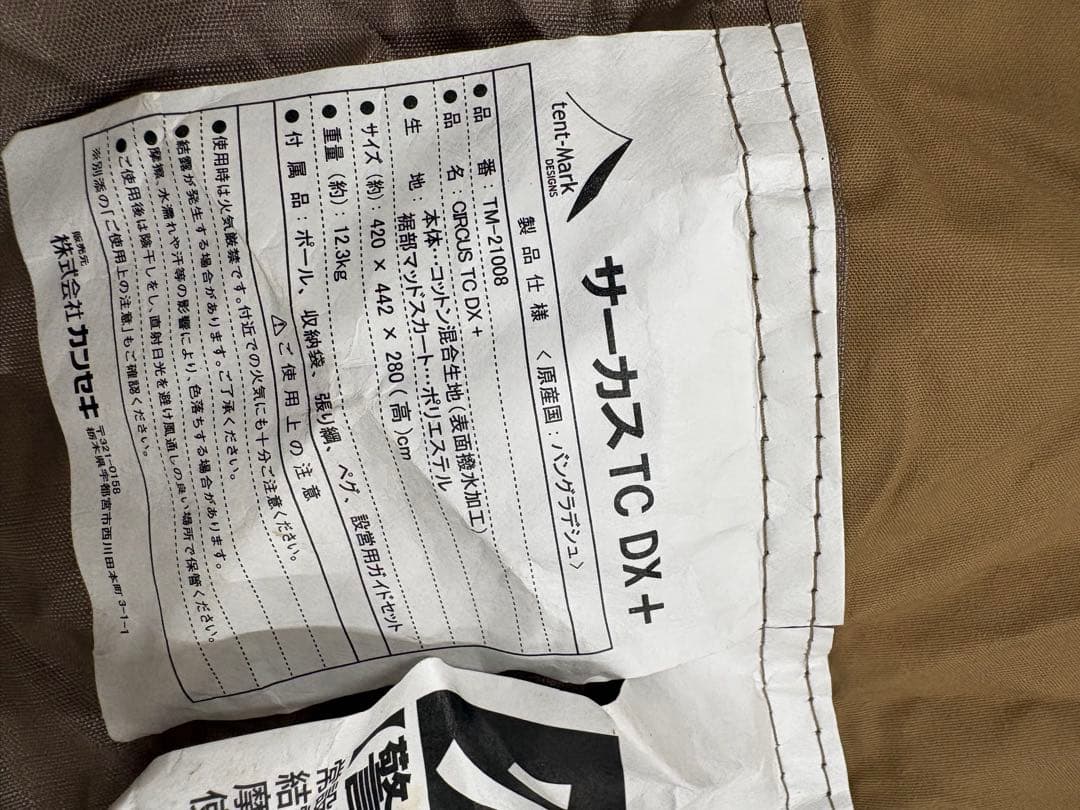 tent-Mark
DESIGNS
サーカス TC DX +
製品仕様 〈原産国：バングラデシュ〉
●品　番：TM-21008
●品　名：CIRCUS TC DX +
●生　地：本体…コットン混合生地(表面撥水加工)
裾部マッドスカート…ポリエステル
●サイズ（約）420 × 442 × 280(高)cm
●重量（約）：12.3kg
●付属品：ポール、収納袋、張り綱、ペグ、設営用ガイドセット
⚠ご使用上の注意
●使用時は火気厳禁です。付近での火気にも十分ご注意ください。
●結露が発生する場合があります。ご了承ください。
●摩擦、水濡れや汗等の影響により、色落ちする場合があります。
●ご使用後は陰干しをし、直射日光を避け風通しの良い場所で保管ください。
※別添の「ご使用上の注意」もご確認ください。
販売元
株式会社カンセキ
〒321-0158
栃木県宇都宮市西川田本町3-1-1
警
常設
結
摩